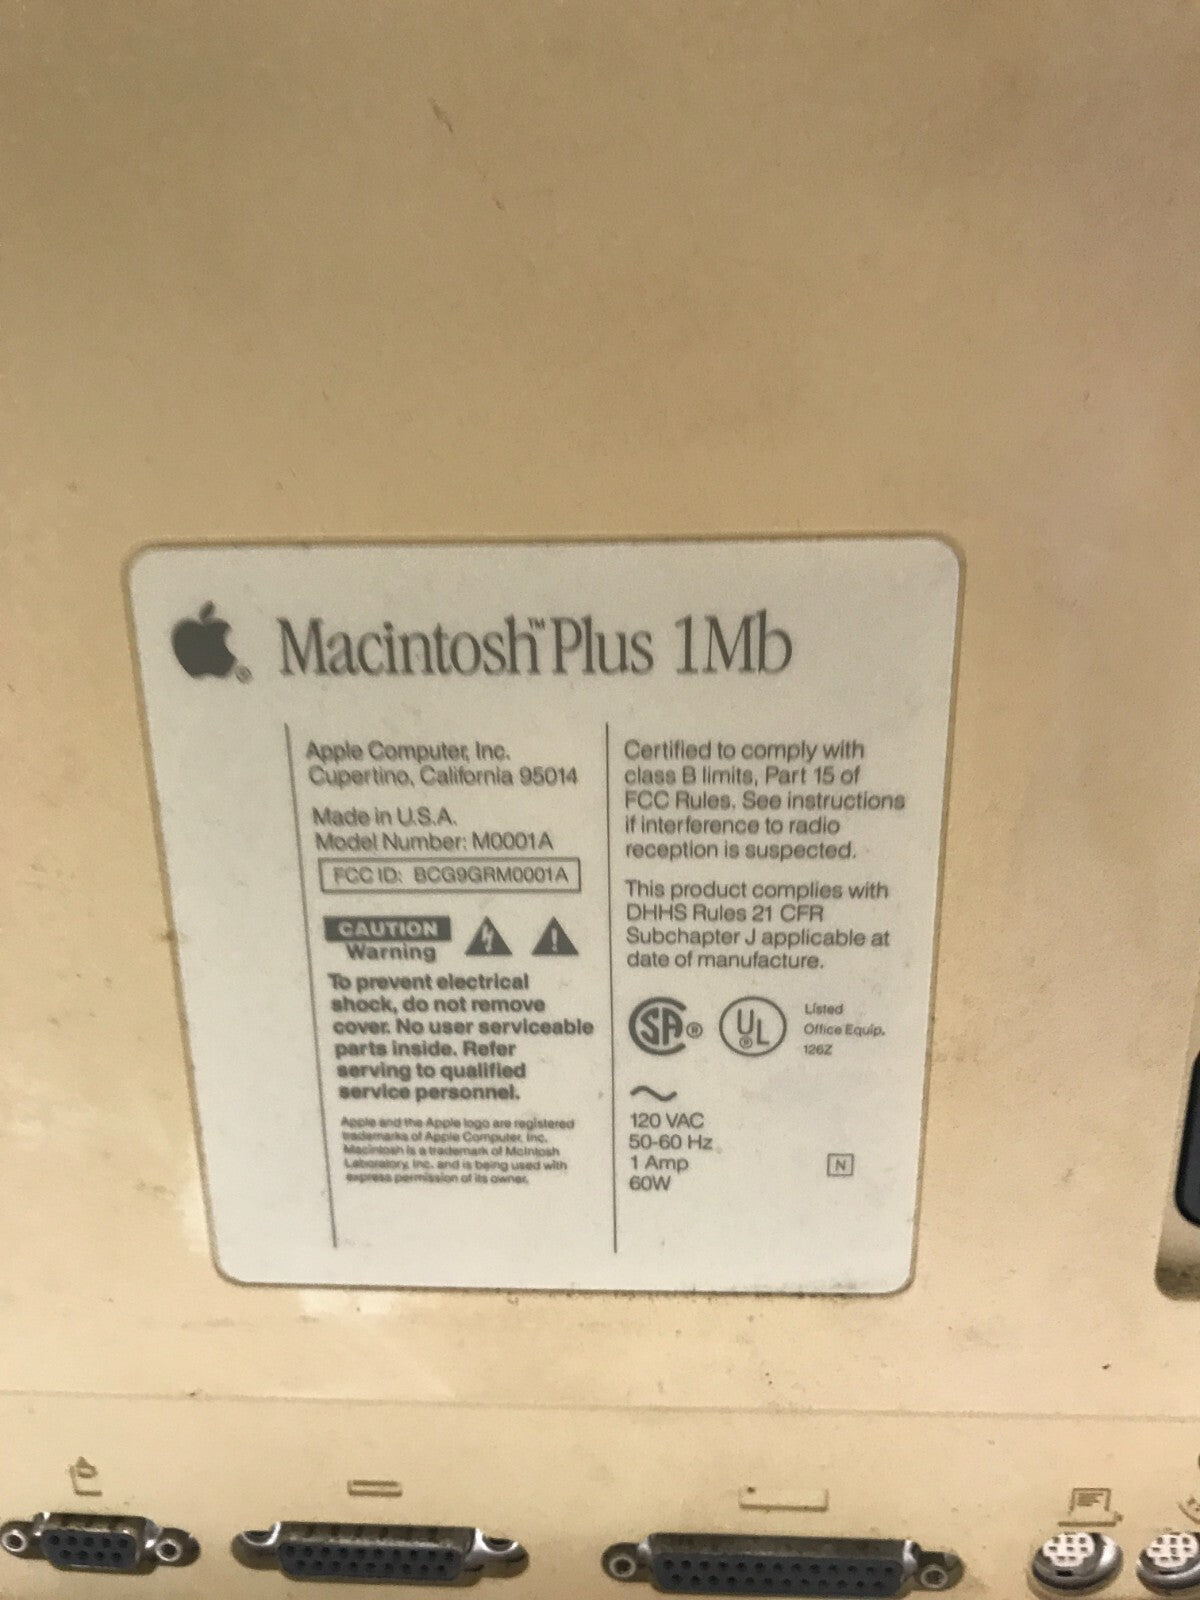 Macintosh™ Plus 1Mb
Apple Computer, Inc.
Cupertino, California 95014
Made in U.S.A.
Model Number: M0001A
FCC ID: BCG9GRM0001A
CAUTION
Warning
To prevent electrical
shock, do not remove
cover. No user serviceable
parts inside. Refer
serving to qualified
service personnel.
Apple and the Apple logo are registered
trademarks of Apple Computer, Inc.
Macintosh is a trademark of McIntosh
Laboratory, Inc. and is being used with
express permission of its owner.
Certified to comply with
class B limits, Part 15 of
FCC Rules. See instructions
if interference to radio
reception is suspected.
This product complies with
DHHS Rules 21 CFR
Subchapter J applicable at
date of manufacture.
SA®
UL®
Listed
Office Equip.
126Z
120 VAC
50-60 Hz
1 Amp
60W
N